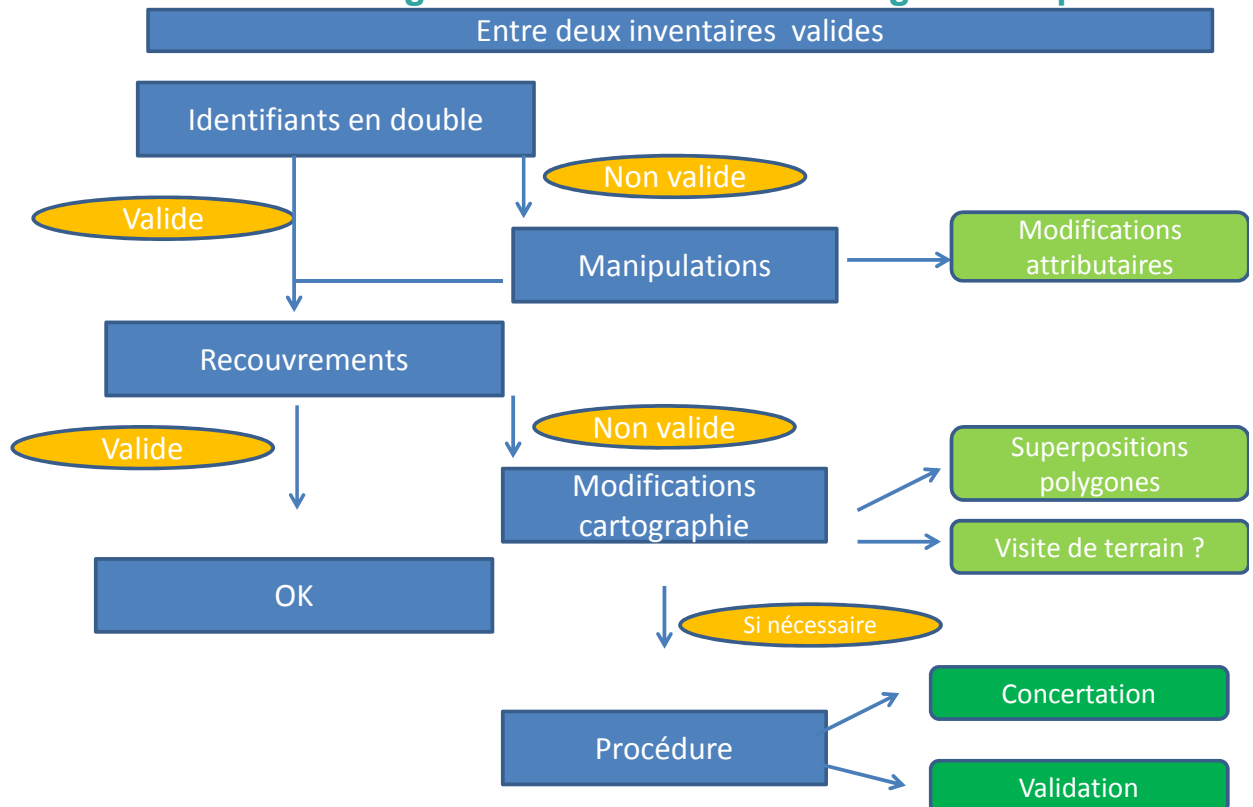 Entre deux inventaires valides
Identifiants en double
Non valide
Valide
Manipulations
Modifications
attributaires
Recouvrements
Valide
Non valide
Modifications
cartographie
Superpositions
polygones
Visite de terrain ?
OK
Si nécessaire
Procédure
Concertation
Validation